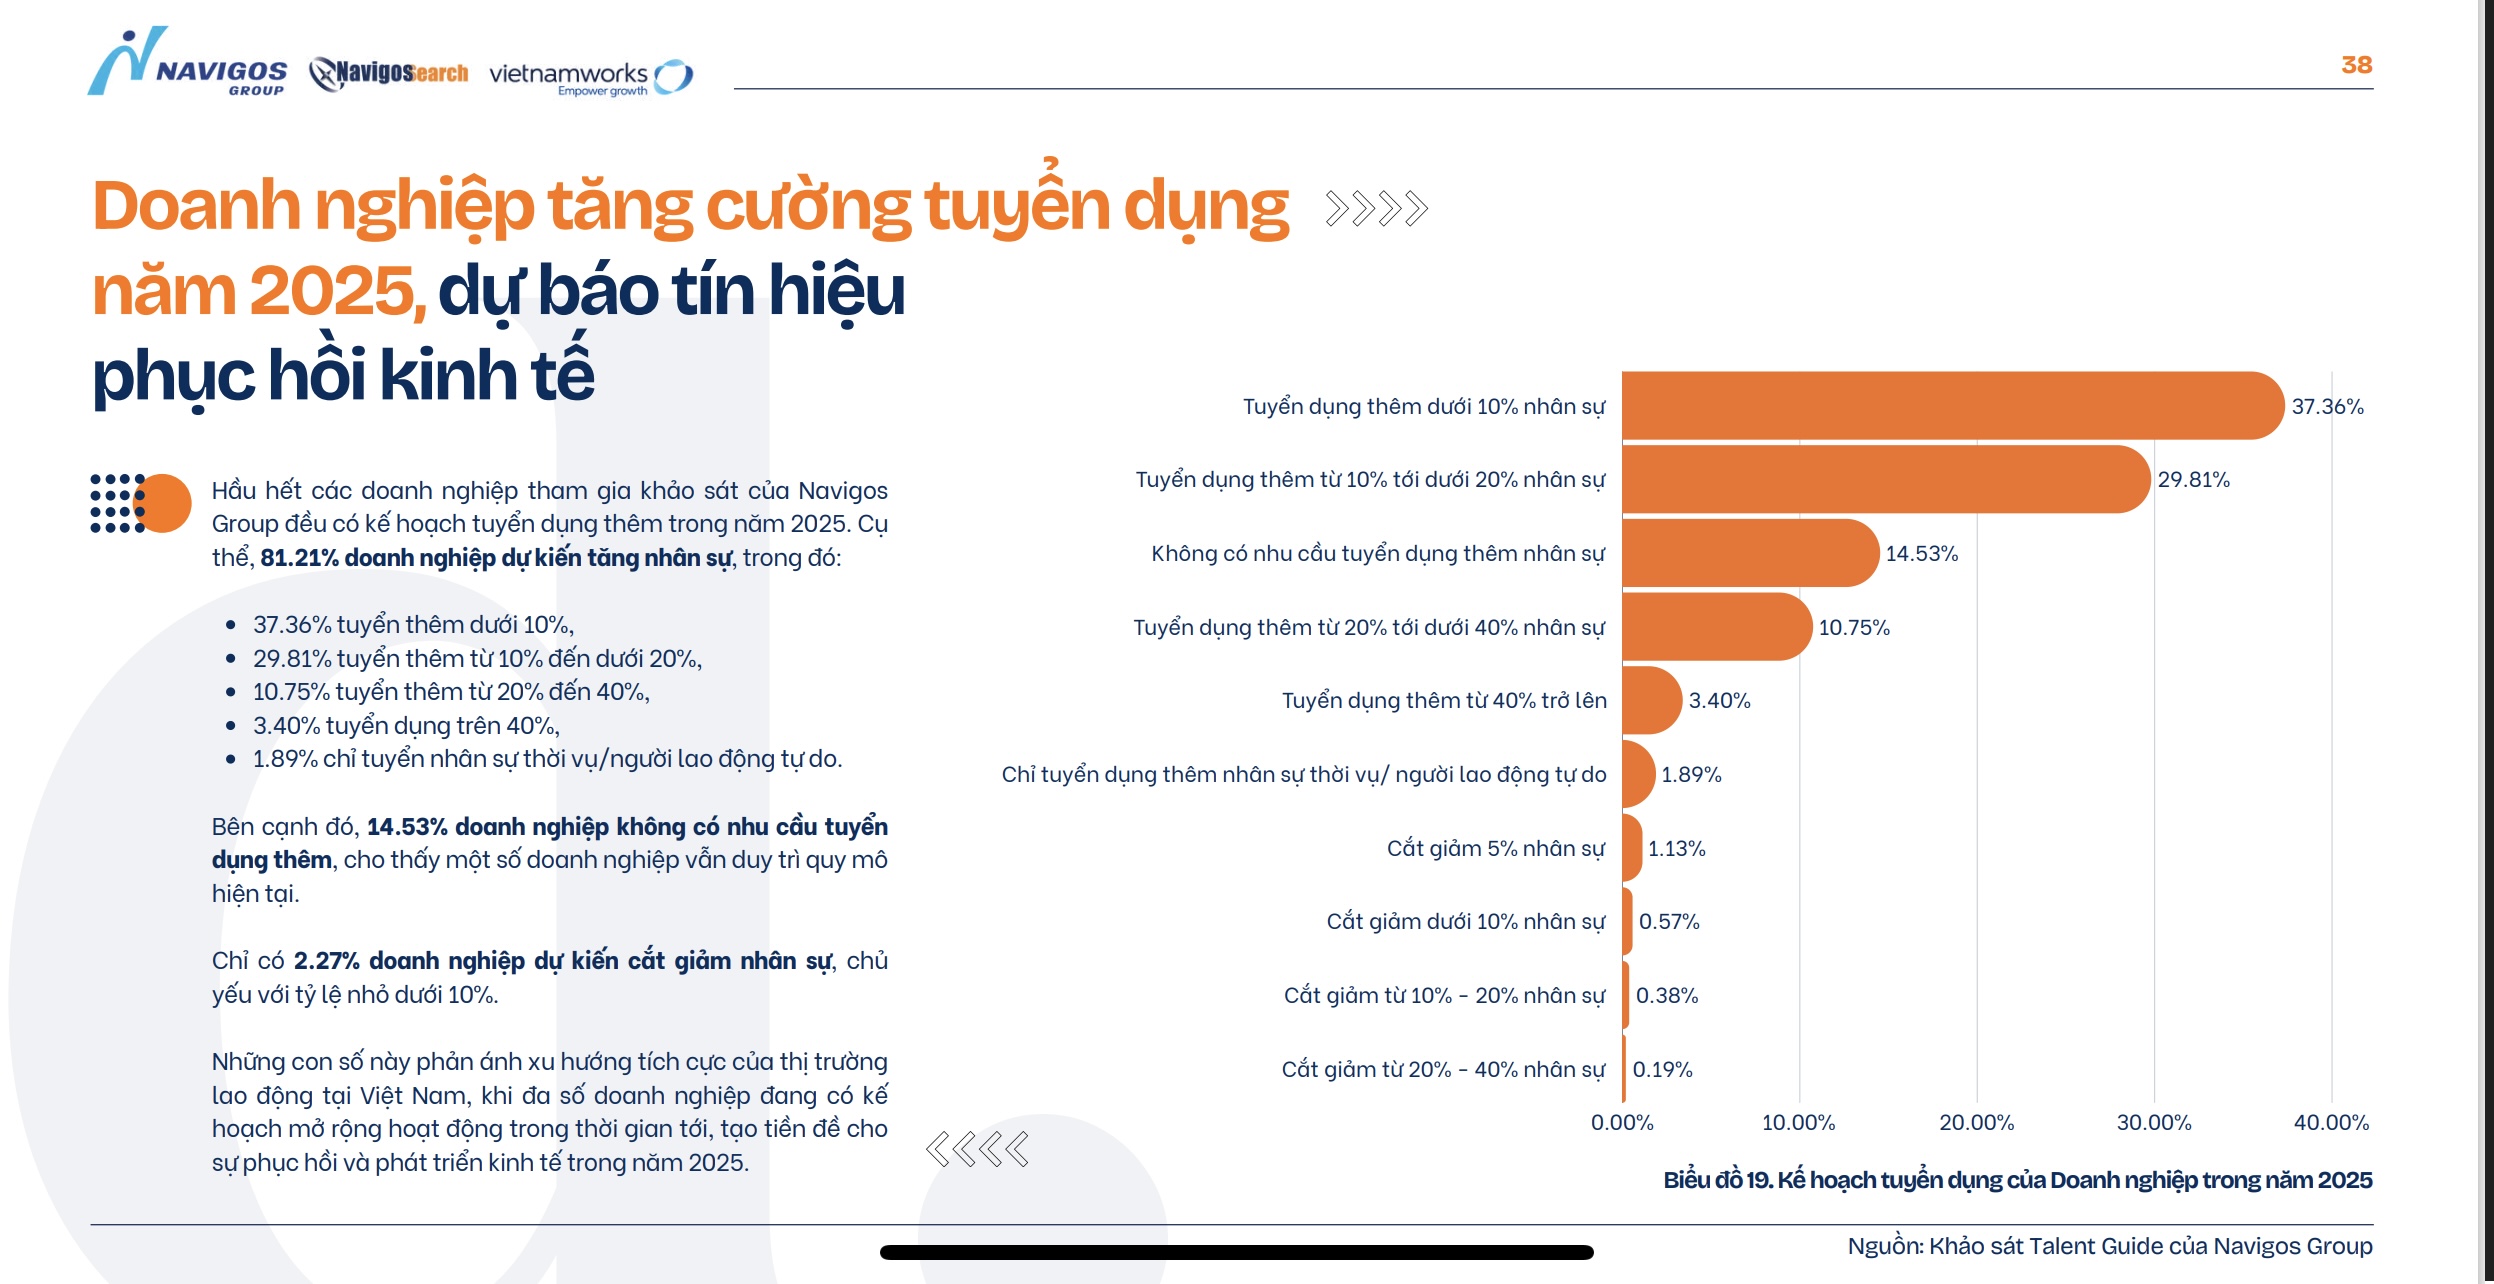 NAVIGOS
GROUP
NavigosSearch
vietnamworks
Empower growth
38
Doanh nghiệp tăng cường tuyển dụng
năm 2025, dự báo tín hiệu
phục hồi kinh tế
Hầu hết các doanh nghiệp tham gia khảo sát của Navigos
Group đều có kế hoạch tuyển dụng thêm trong năm 2025. Cụ
thể, 81.21% doanh nghiệp dự kiến tăng nhân sự, trong đó:
• 37.36% tuyển thêm dưới 10%,
• 29.81% tuyển thêm từ 10% đến dưới 20%,
• 10.75% tuyển thêm từ 20% đến 40%,
• 3.40% tuyển dụng trên 40%,
• 1.89% chỉ tuyển nhân sự thời vụ/người lao động tự do.
Bên cạnh đó, 14.53% doanh nghiệp không có nhu cầu tuyển
dụng thêm, cho thấy một số doanh nghiệp vẫn duy trì quy mô
hiện tại.
Chỉ có 2.27% doanh nghiệp dự kiến cắt giảm nhân sự, chủ
yếu với tỷ lệ nhỏ dưới 10%.
Những con số này phản ánh xu hướng tích cực của thị trường
lao động tại Việt Nam, khi đa số doanh nghiệp đang có kế
hoạch mở rộng hoạt động trong thời gian tới, tạo tiền đề cho
sự phục hồi và phát triển kinh tế trong năm 2025.
Tuyển dụng thêm dưới 10% nhân sự 37.36%
Tuyển dụng thêm từ 10% tới dưới 20% nhân sự 29.81%
Không có nhu cầu tuyển dụng thêm nhân sự 14.53%
Tuyển dụng thêm từ 20% tới dưới 40% nhân sự 10.75%
Tuyển dụng thêm từ 40% trở lên 3.40%
Chỉ tuyển dụng thêm nhân sự thời vụ/ người lao động tự do 1.89%
Cắt giảm 5% nhân sự 1.13%
Cắt giảm dưới 10% nhân sự 0.57%
Cắt giảm từ 10% - 20% nhân sự 0.38%
Cắt giảm từ 20% - 40% nhân sự 0.19%
0.00% 10.00% 20.00% 30.00% 40.00%
Biểu đồ 19. Kế hoạch tuyển dụng của Doanh nghiệp trong năm 2025
Nguồn: Khảo sát Talent Guide của Navigos Group